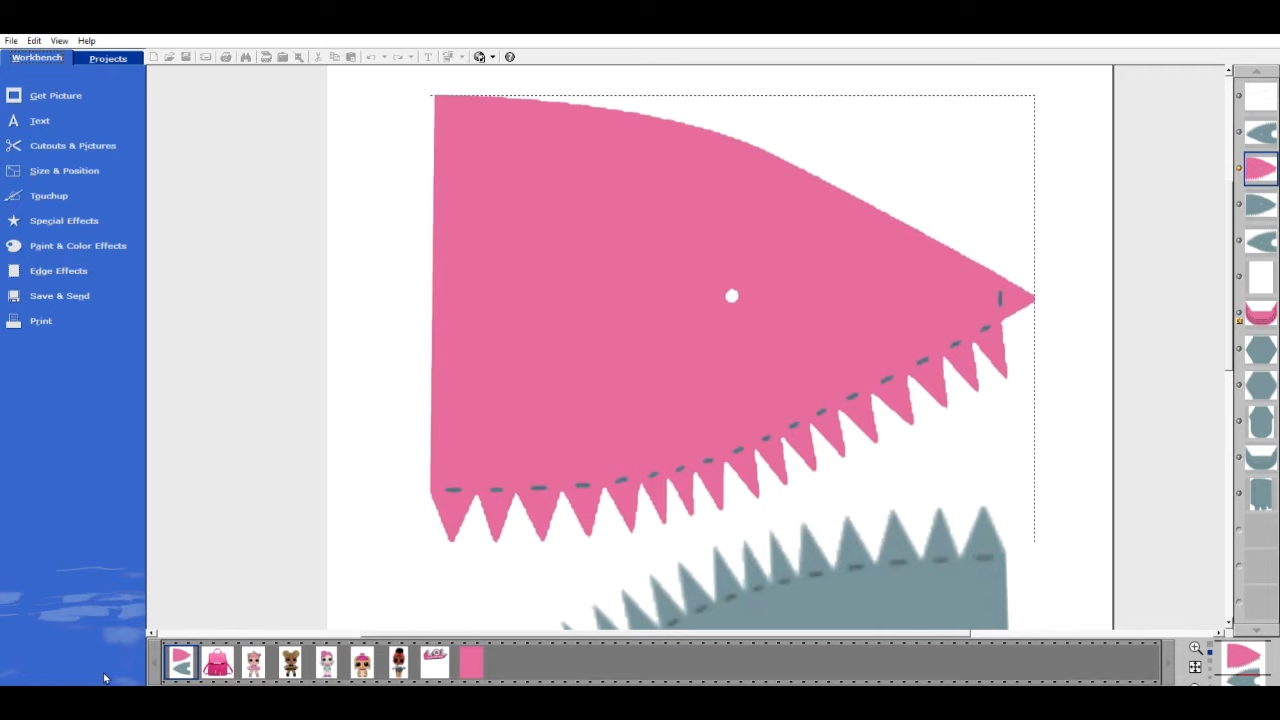 File Edit View Help
Workbench Projects
Get Picture
Text
Cutouts & Pictures
Size & Position
Touchup
Special Effects
Paint & Color Effects
Edge Effects
Save & Send
Print